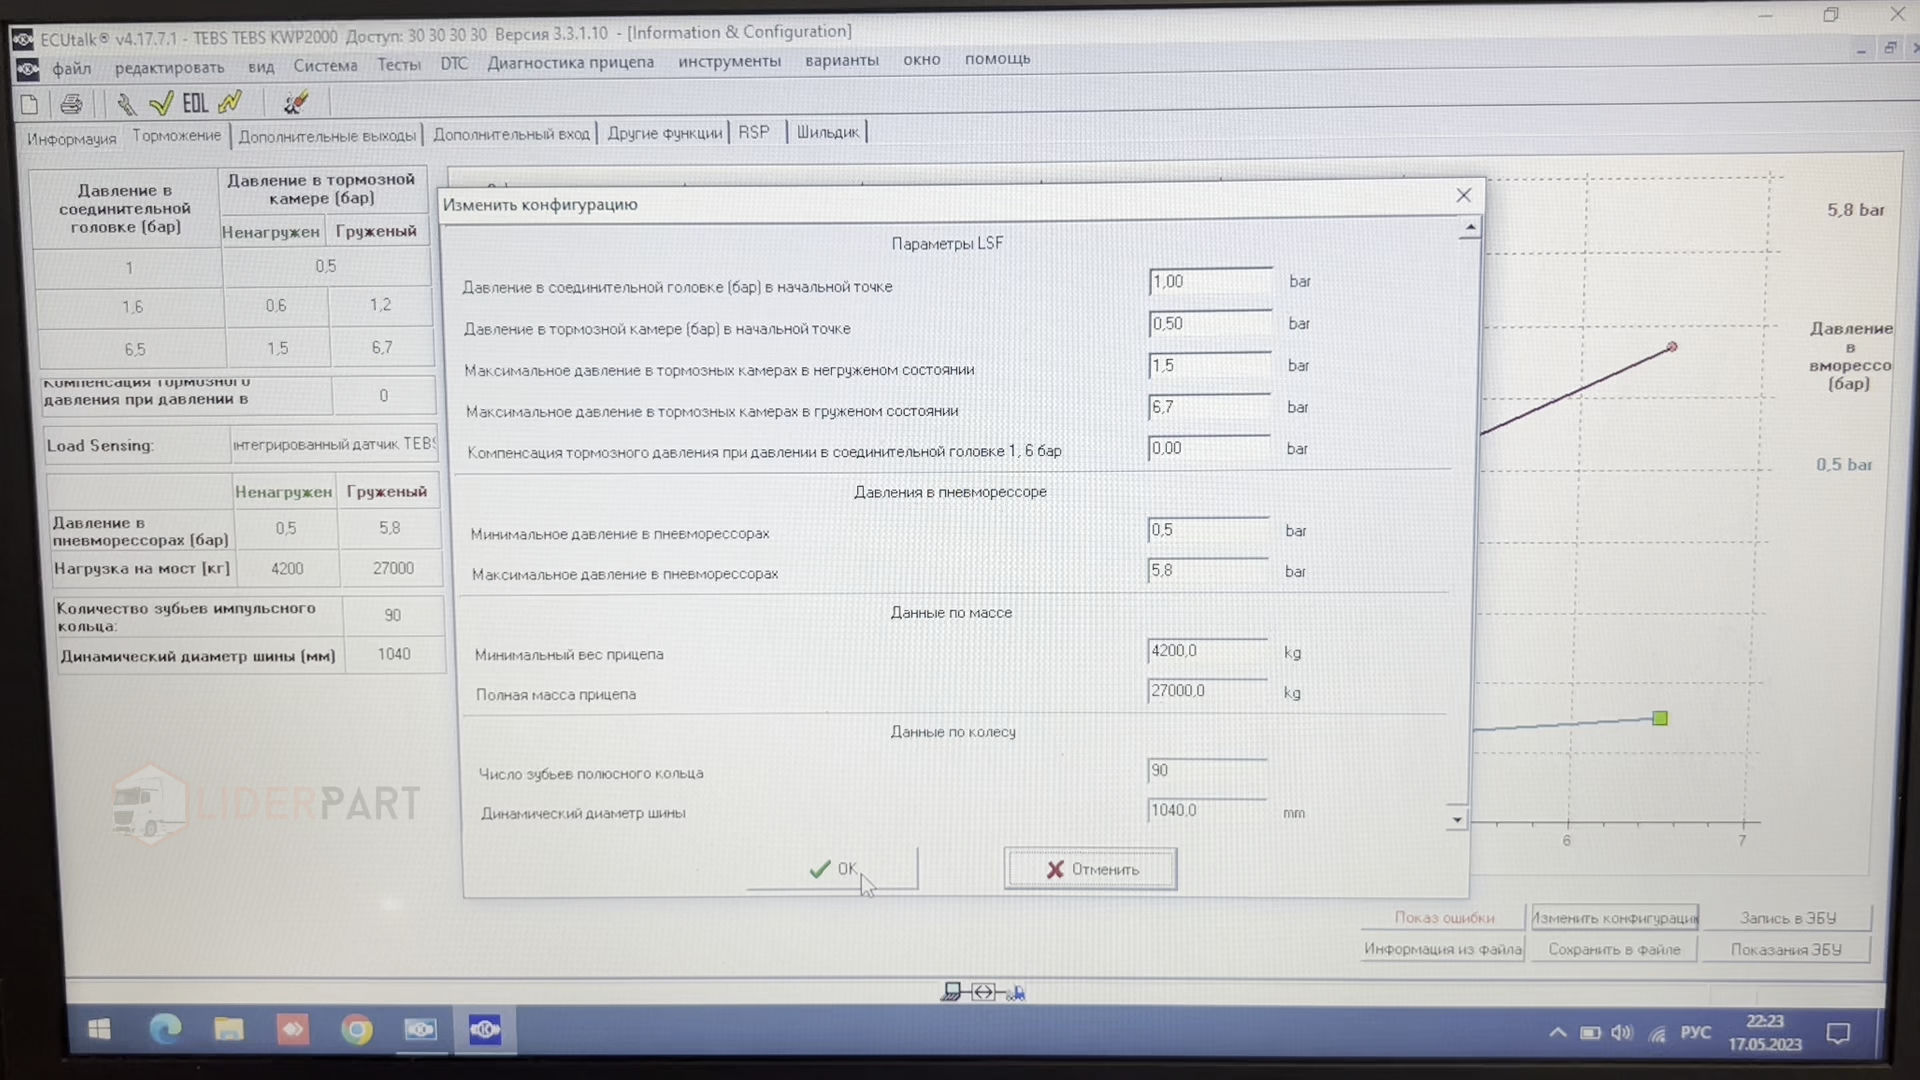 ECUtalk® v4.17.7.1 - TEBS TEBS KWP2000 Доступ: 30 30 30 30 Версия 3.3.1.10 - [Information & Configuration]
файл редактировать вид Система Тесты DTC Диагностика прицепа инструменты варианты окно помощь
EOL
Информация Торможение Дополнительные выходы Дополнительный вход Другие функции RSP Шильдик
Давление в соединительной головке (бар)
Давление в тормозной камере (бар)
Ненагружен Груженый
1 0,5
1,6 0,6 1,2
6,5 1,5 6,7
Компенсация тормозного
давления при давлении в 0
Load Sensing: нтегрированный датчик TEBS
Ненагружен Груженый
Давление в
пневморессорах (бар) 0,5 5,8
Нагрузка на мост [кг] 4200 27000
Количество зубьев импульсного
кольца: 90
Динамический диаметр шины (мм) 1040
Изменить конфигурацию
Параметры LSF
Давление в соединительной головке (бар) в начальной точке 1,00 bar
Давление в тормозной камере (бар) в начальной точке 0,50 bar
Максимальное давление в тормозных камерах в негруженом состоянии 1,5 bar
Максимальное давление в тормозных камерах в груженом состоянии 6,7 bar
Компенсация тормозного давления при давлении в соединительной головке 1, 6 бар 0,00 bar
Давления в пневморессоре
Минимальное давление в пневморессорах 0,5 bar
Максимальное давление в пневморессорах 5,8 bar
Данные по массе
Минимальный вес прицепа 4200,0 kg
Полная масса прицепа 27000,0 kg
Данные по колесу
Число зубьев полюсного кольца 90
Динамический диаметр шины 1040,0 mm
OK Отменить
5,8 bar
Давление
в
вморессо
(бар)
0,5 bar
6 7
LIDERPART
Показ ошибки Изменить конфигураци Запись в ЭБУ
Информация из файла Сохранить в файле Показания ЭБУ
РУС
22:23
17.05.2023